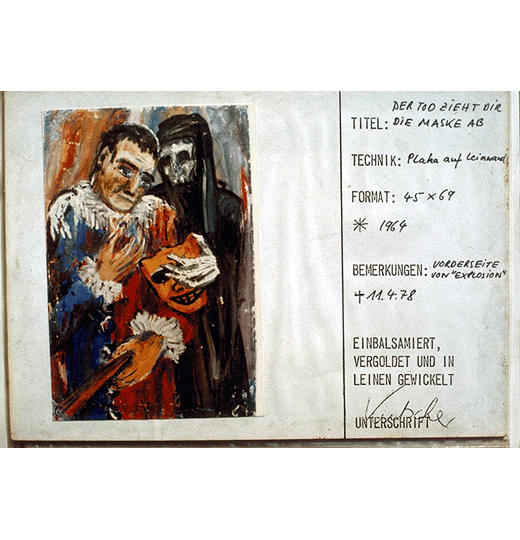 DER TOD ZIEHT DIR
TITEL: DIE MASKE AB
TECHNIK: Plaka auf Leinwand
FORMAT: 45 x 69
* 1964
BEMERKUNGEN: VORDERSEITE
VON "EXPLOSION"
+ 11.4.78
EINBALSAMIERT,
VERGOLDET UND IN
LEINEN GEWICKELT
UNTERSCHRIFT